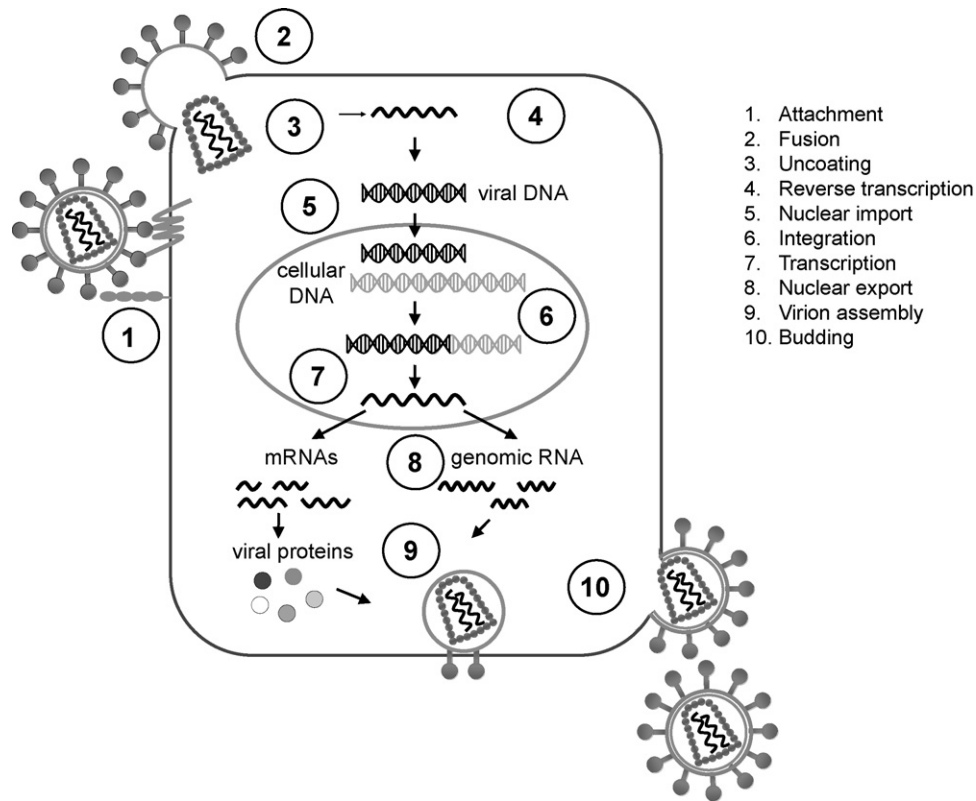 2
3
4
1. Attachment
2. Fusion
3. Uncoating
4. Reverse transcription
5. Nuclear import
6. Integration
7. Transcription
8. Nuclear export
9. Virion assembly
10. Budding
5
viral DNA
cellular
DNA
6
1
7
mRNAs
8
genomic RNA
viral proteins
9
10